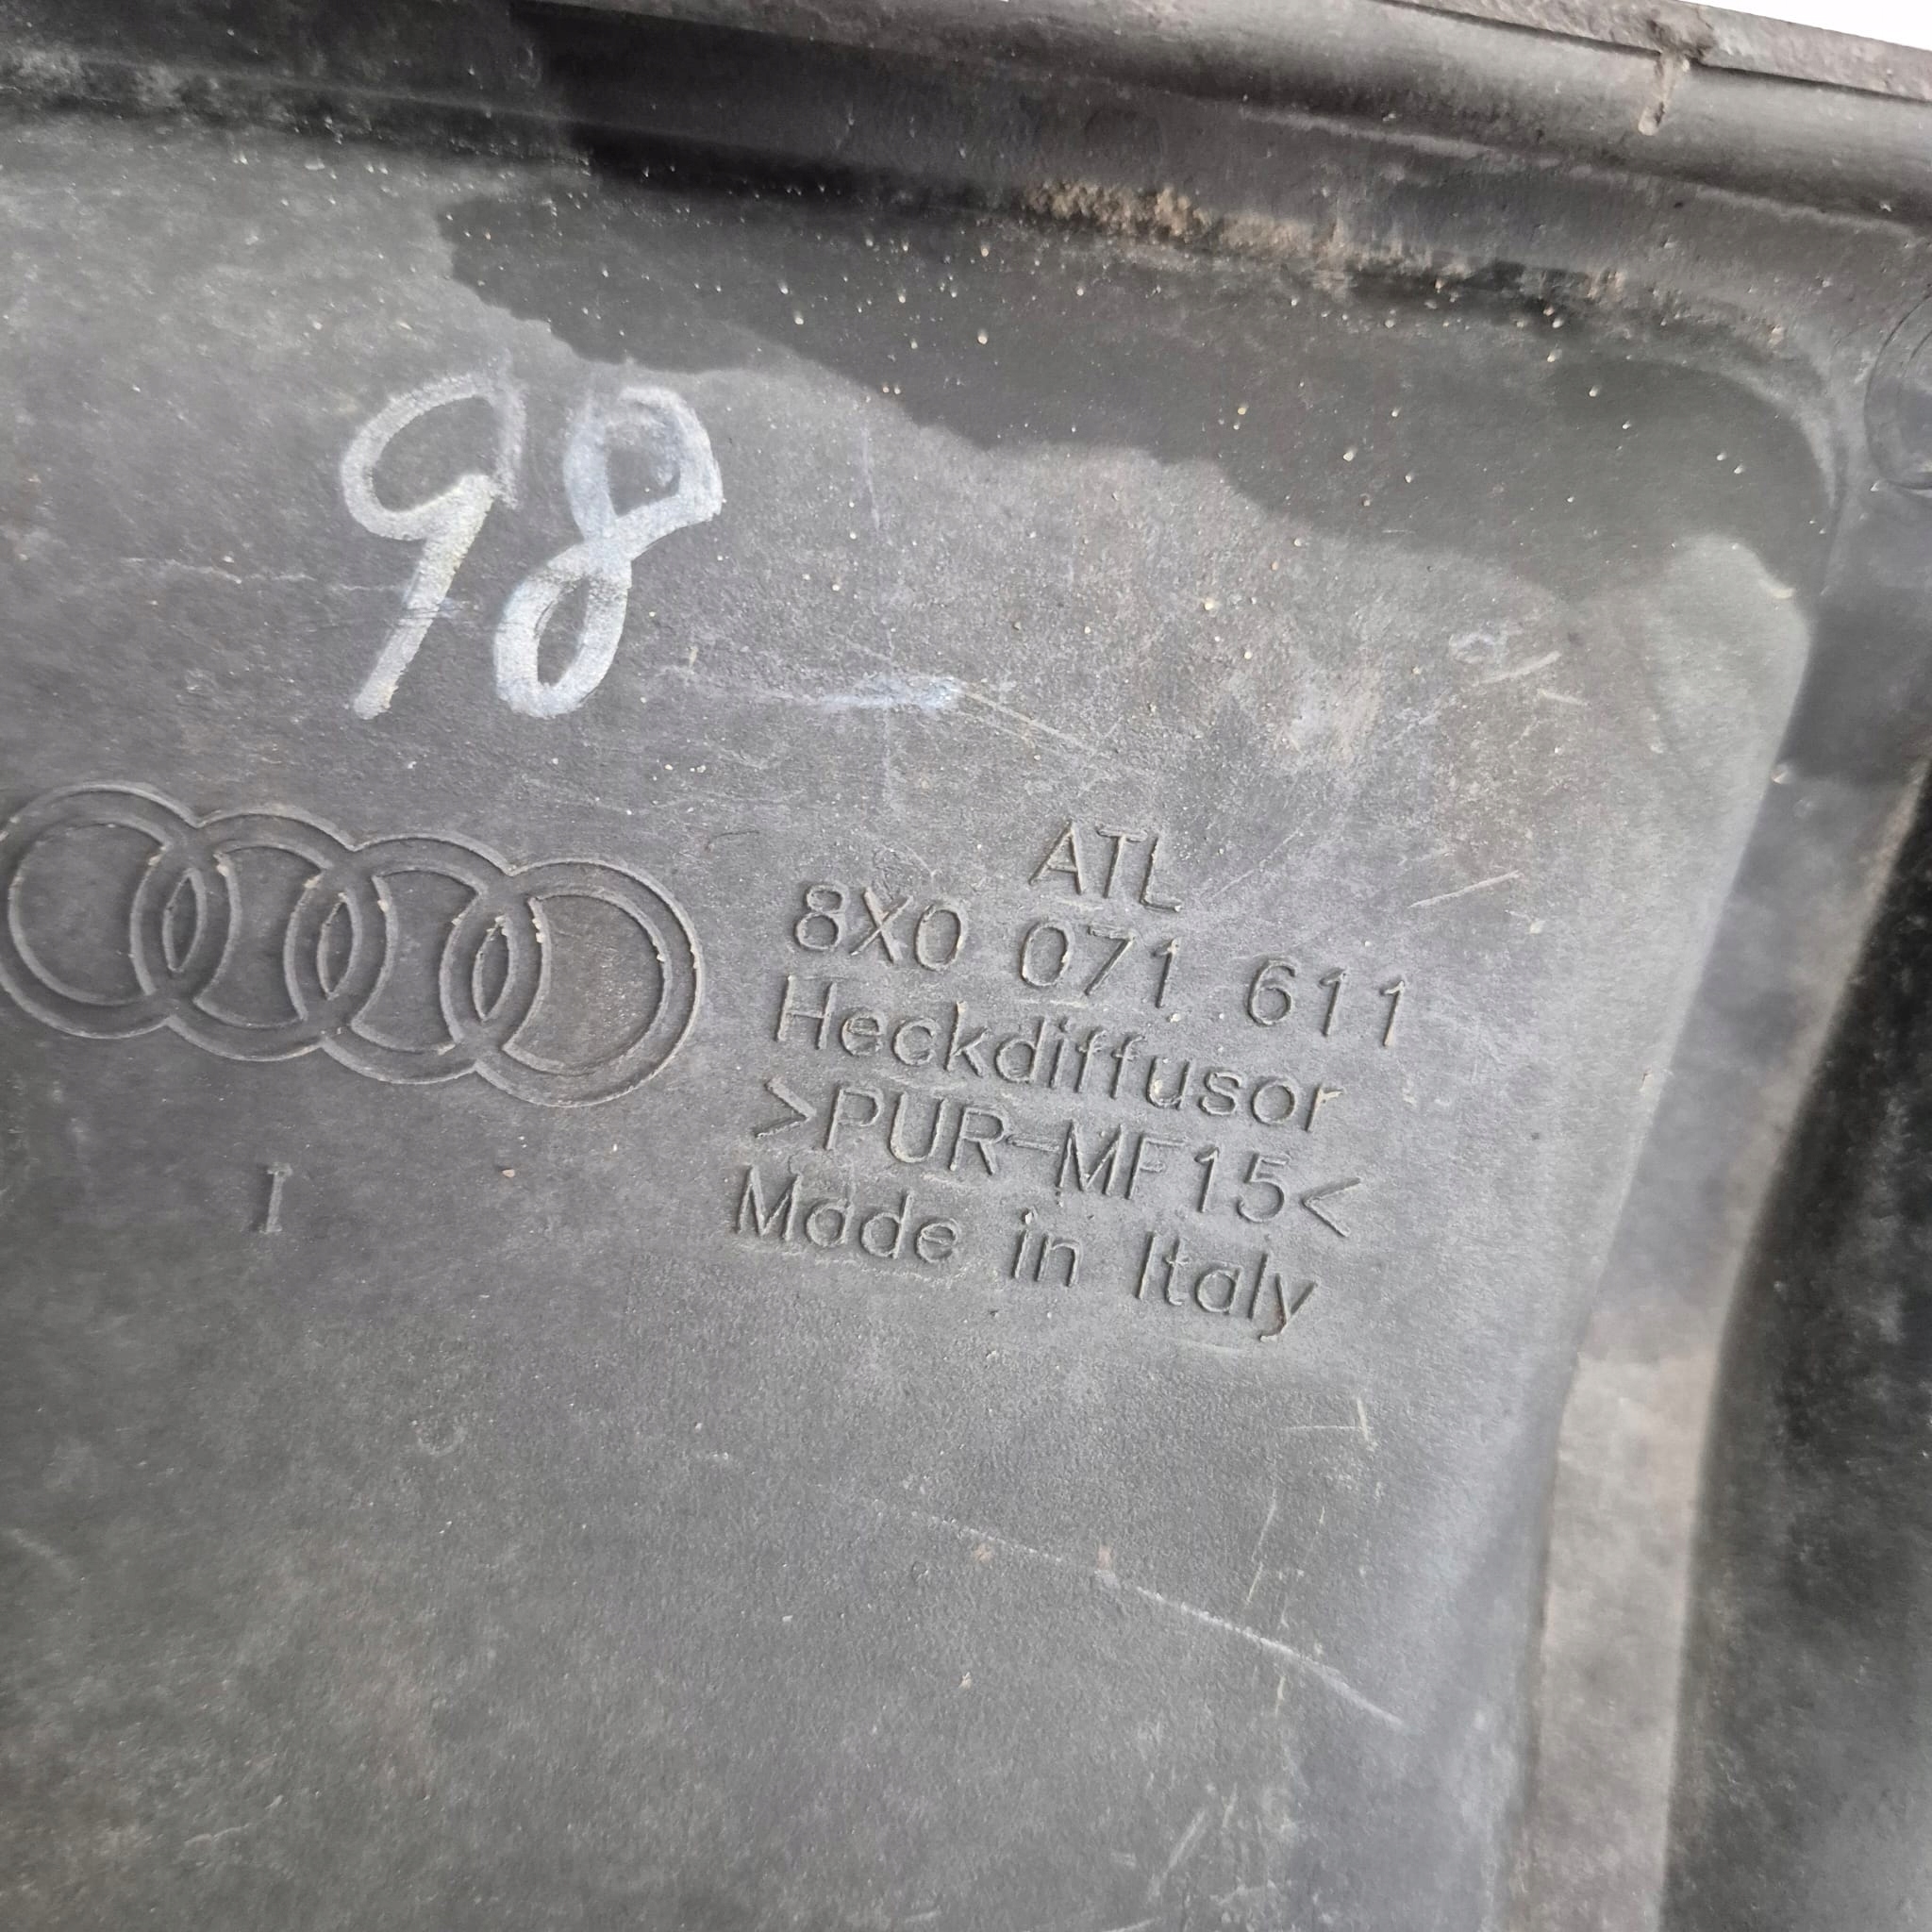 98
ATL
8X0 071 611
Heckdiffusor
>PUR-MF15<
Made in Italy
I